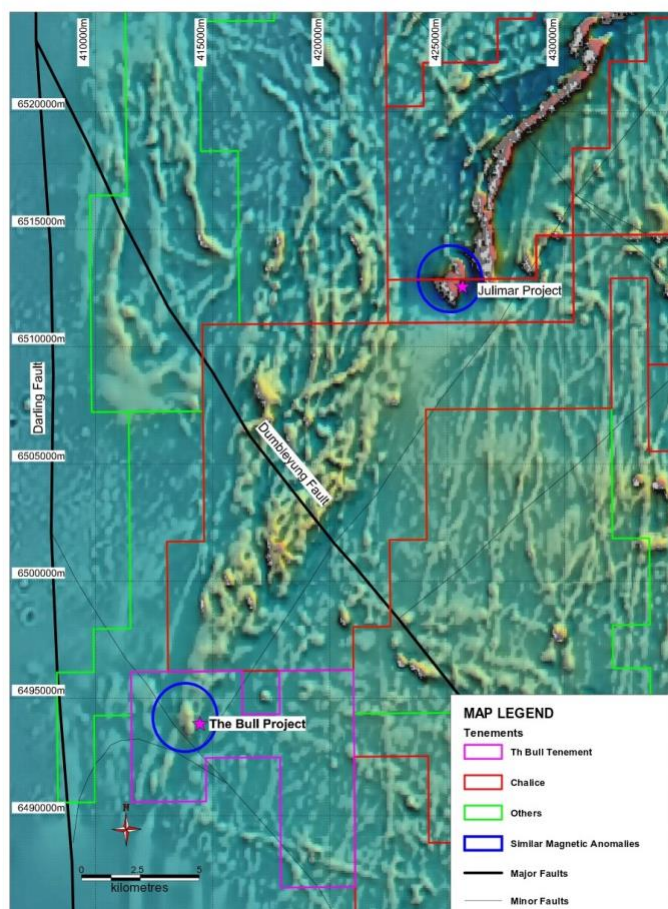 410000m
415000m
420000m
425000m
430000m
6520000m
6515000m
6510000m
6505000m
6500000m
6495000m
6490000m
Julimar Project
Darling Fault
Dumbleyung Fault
The Bull Project
N
0 2.5 5
kilometres
MAP LEGEND
Tenements
Th Bull Tenement
Chalice
Others
Similar Magnetic Anomalies
Major Faults
Minor Faults